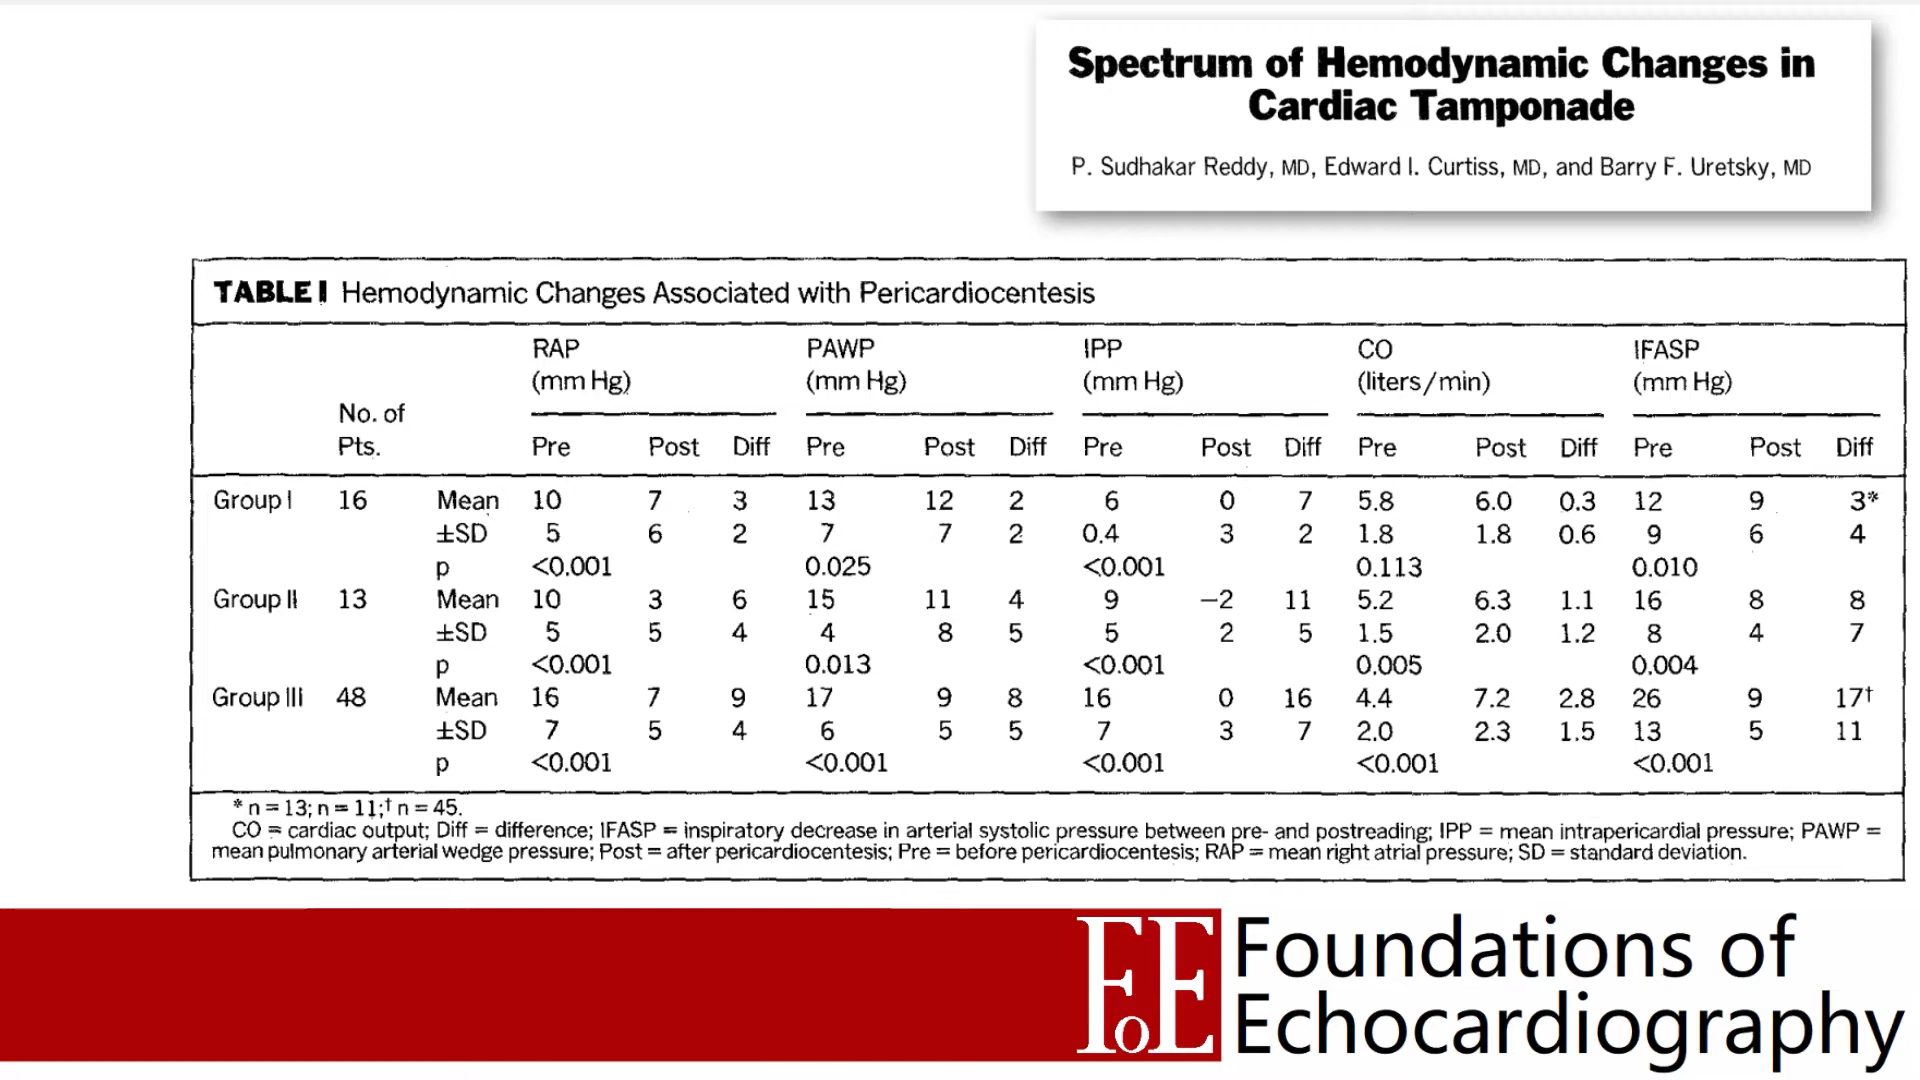 Spectrum of Hemodynamic Changes in
Cardiac Tamponade
P. Sudhakar Reddy, MD, Edward I. Curtiss, MD, and Barry F. Uretsky, MD
TABLE I Hemodynamic Changes Associated with Pericardiocentesis
RAP PAWP IPP CO IFASP
(mm Hg) (mm Hg) (mm Hg) (liters/min) (mm Hg)
No. of
Pts. Pre Post Diff Pre Post Diff Pre Post Diff Pre Post Diff Pre Post Diff
Group I 16 Mean 10 7 3 13 12 2 6 0 7 5.8 6.0 0.3 12 9 3*
±SD 5 6 2 7 7 2 0.4 3 2 1.8 1.8 0.6 9 6 4
p <0.001 0.025 <0.001 0.113 0.010
Group II 13 Mean 10 3 6 15 11 4 9 −2 11 5.2 6.3 1.1 16 8 8
±SD 5 5 4 4 8 5 5 2 5 1.5 2.0 1.2 8 4 7
p <0.001 0.013 <0.001 0.005 0.004
Group III 48 Mean 16 7 9 17 9 8 16 0 16 4.4 7.2 2.8 26 9 17†
±SD 7 5 4 6 5 5 7 3 7 2.0 2.3 1.5 13 5 11
p <0.001 <0.001 <0.001 <0.001 <0.001
* n = 13; n = 11;† n = 45.
CO = cardiac output; Diff = difference; IFASP = inspiratory decrease in arterial systolic pressure between pre- and postreading; IPP = mean intrapericardial pressure; PAWP =
mean pulmonary arterial wedge pressure; Post = after pericardiocentesis; Pre = before pericardiocentesis; RAP = mean right atrial pressure; SD = standard deviation.
FoE
Foundations of
Echocardiography